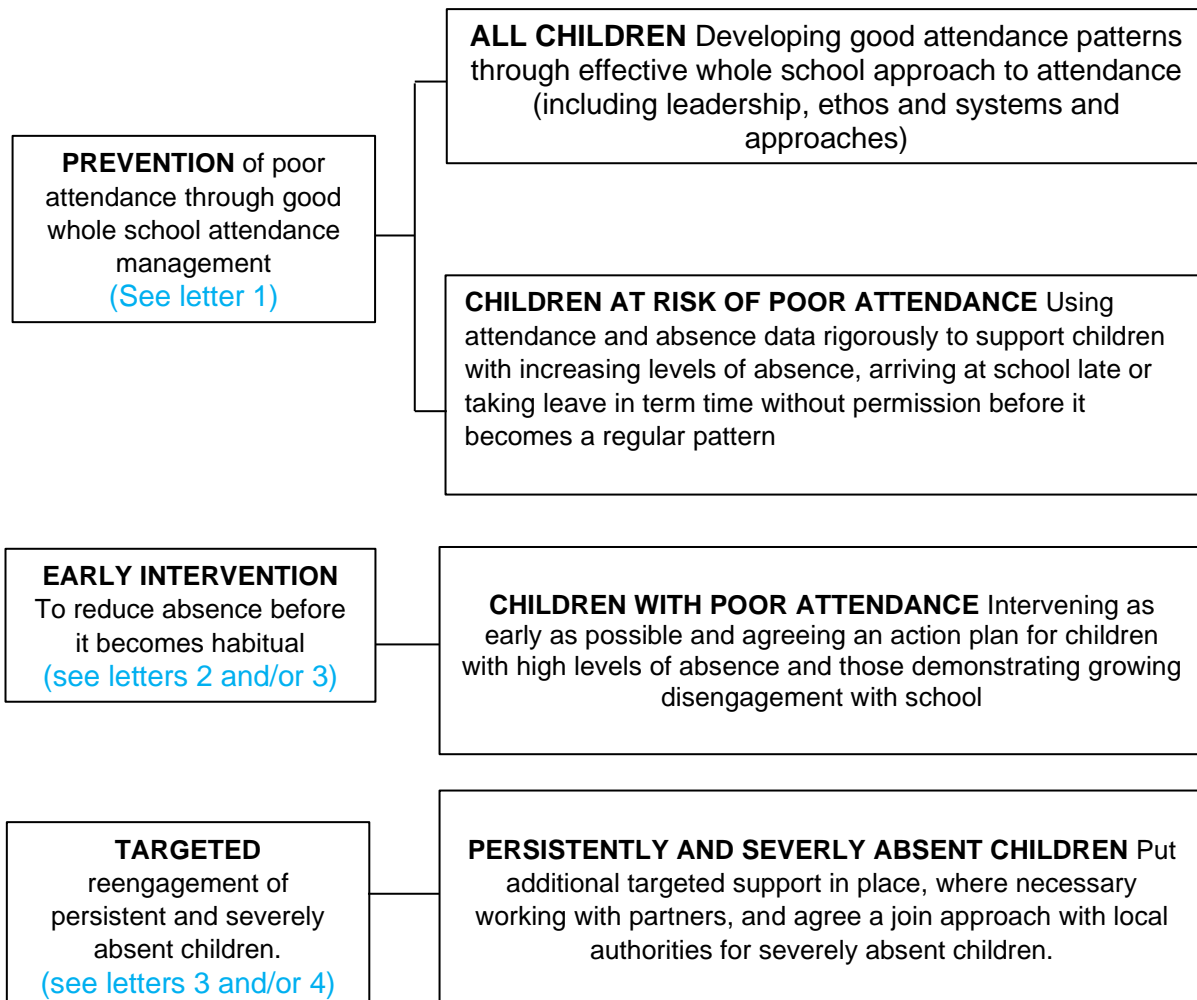 PREVENTION of poor
attendance through good
whole school attendance
management
(See letter 1)
ALL CHILDREN Developing good attendance patterns
through effective whole school approach to attendance
(including leadership, ethos and systems and
approaches)
CHILDREN AT RISK OF POOR ATTENDANCE Using
attendance and absence data rigorously to support children
with increasing levels of absence, arriving at school late or
taking leave in term time without permission before it
becomes a regular pattern
EARLY INTERVENTION
To reduce absence before
it becomes habitual
(see letters 2 and/or 3)
CHILDREN WITH POOR ATTENDANCE Intervening as
early as possible and agreeing an action plan for children
with high levels of absence and those demonstrating growing
disengagement with school
TARGETED
reengagement of
persistent and severely
absent children.
(see letters 3 and/or 4)
PERSISTENTLY AND SEVERLY ABSENT CHILDREN Put
additional targeted support in place, where necessary
working with partners, and agree a join approach with local
authorities for severely absent children.